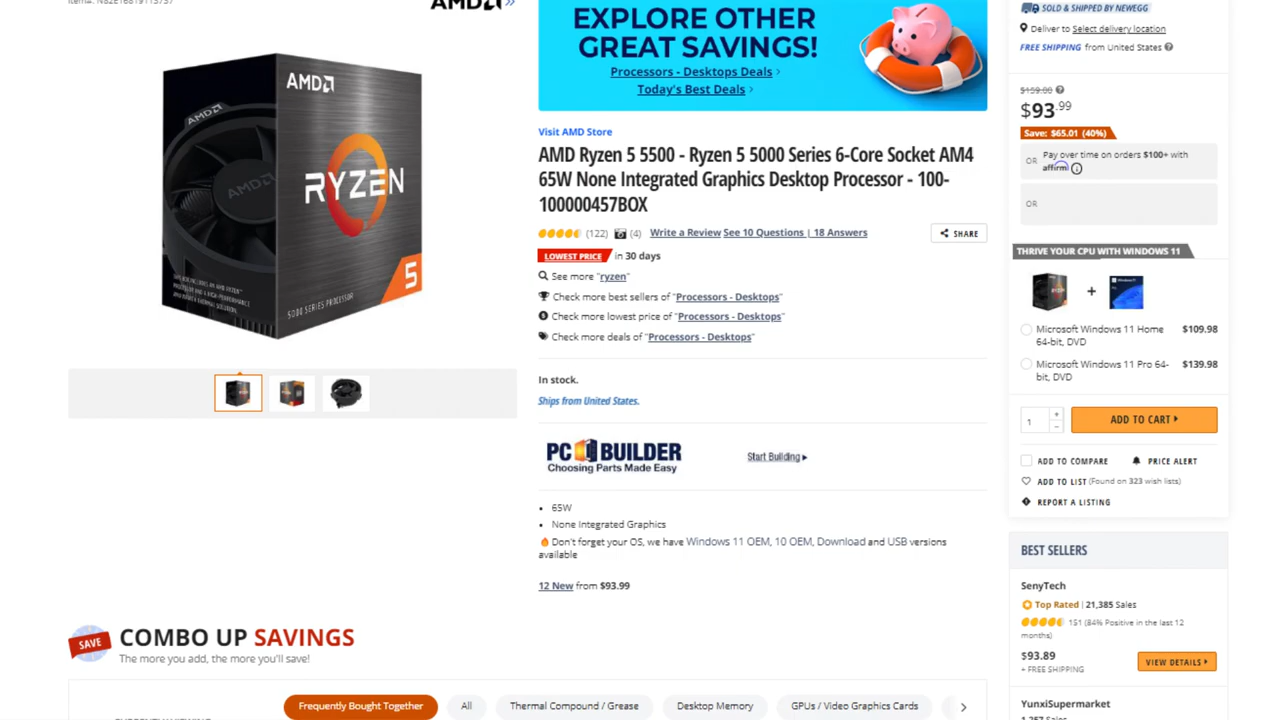 AMD
AMD
AMD
AMD
RYZEN
5
5000 SERIES PROCESSOR
EXPLORE OTHER
GREAT SAVINGS!
Processors - Desktops Deals
Today's Best Deals
Visit AMD Store
AMD Ryzen 5 5500 - Ryzen 5 5000 Series 6-Core Socket AM4
65W None Integrated Graphics Desktop Processor - 100-
100000457BOX
(122) (4) Write a Review See 10 Questions | 18 Answers
SHARE
LOWEST PRICE in 30 days
See more "ryzen"
Check more best sellers of "Processors - Desktops"
Check more lowest price of "Processors - Desktops"
Check more deals of "Processors - Desktops"
In stock.
Ships from United States.
PC BUILDER
Choosing Parts Made Easy
Start Building
• 65W
• None Integrated Graphics
Don't forget your OS, we have Windows 11 OEM, 10 OEM, Download and USB versions
available
12 New from $93.99
SAVE
COMBO UP SAVINGS
The more you add, the more you'll save!
Frequently Bought Together
All
Thermal Compound / Grease
Desktop Memory
GPUs / Video Graphics Cards
SOLD & SHIPPED BY NEWEGG
Deliver to Select delivery location
FREE SHIPPING from United States
$159.00
$93.99
Save: $65.01 (40%)
OR Pay over time on orders $100+ with
affirm
OR
THRIVE YOUR CPU WITH WINDOWS 11
+
Microsoft Windows 11 Home $109.98
64-bit, DVD
Microsoft Windows 11 Pro 64- $139.98
bit, DVD
1
+
−
ADD TO CART
ADD TO COMPARE
PRICE ALERT
ADD TO LIST (Found on 323 wish lists)
REPORT A LISTING
BEST SELLERS
SenyTech
Top Rated | 21,385 Sales
151 (84% Positive in the last 12
months)
$93.89
+ FREE SHIPPING
VIEW DETAILS
YunxiSupermarket